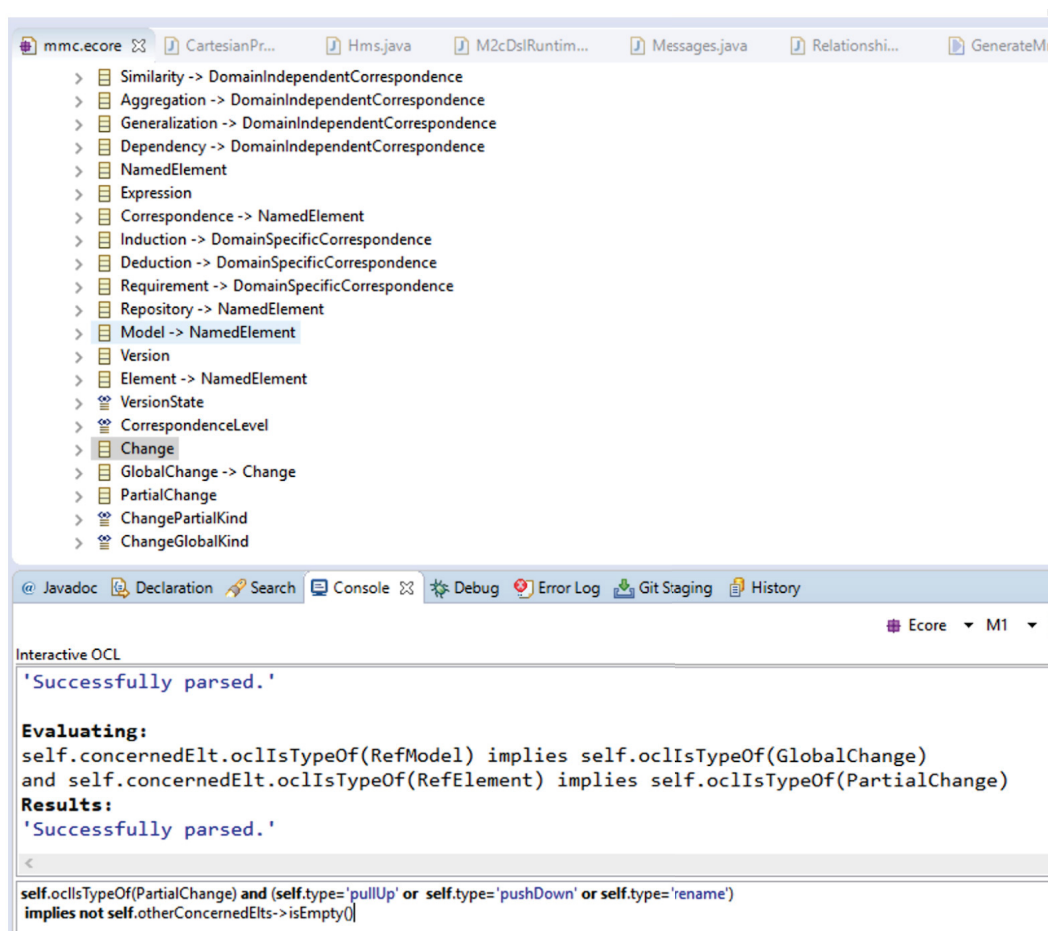 mmc.ecore CartesianPr... Hms.java M2cDslRuntim... Messages.java Relationshi... GenerateM
Similarity -> DomainIndependentCorrespondence
Aggregation -> DomainIndependentCorrespondence
Generalization -> DomainIndependentCorrespondence
Dependency -> DomainIndependentCorrespondence
NamedElement
Expression
Correspondence -> NamedElement
Induction -> DomainSpecificCorrespondence
Deduction -> DomainSpecificCorrespondence
Requirement -> DomainSpecificCorrespondence
Repository -> NamedElement
Model -> NamedElement
Version
Element -> NamedElement
VersionState
CorrespondenceLevel
Change
GlobalChange -> Change
PartialChange
ChangePartialKind
ChangeGlobalKind
@ Javadoc Declaration Search Console Debug Error Log Git Staging History
Ecore M1
Interactive OCL
'Successfully parsed.'
Evaluating:
self.concernedElt.oclIsTypeOf(RefModel) implies self.oclIsTypeOf(GlobalChange)
and self.concernedElt.oclIsTypeOf(RefElement) implies self.oclIsTypeOf(PartialChange)
Results:
'Successfully parsed.'
self.oclIsTypeOf(PartialChange) and (self.type='pullUp' or self.type='pushDown' or self.type='rename')
implies not self.otherConcernedElts->isEmpty()